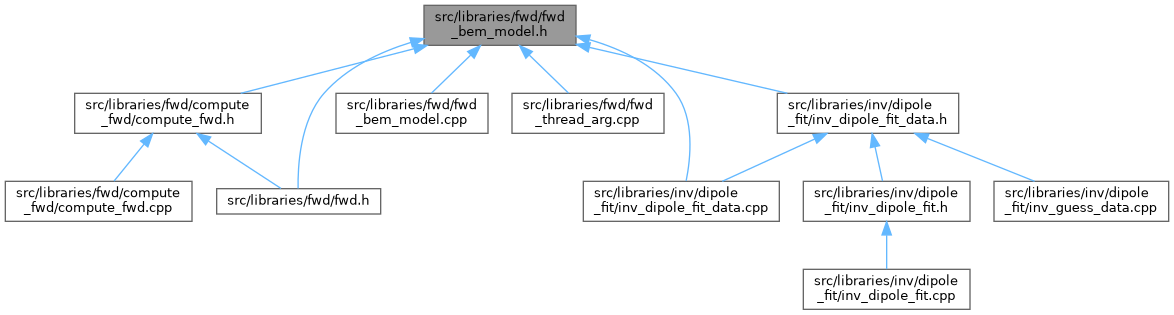 src/libraries/fwd/fwd
_bem_model.h
src/libraries/fwd/compute
_fwd/compute_fwd.h
src/libraries/fwd/fwd
_bem_model.cpp
src/libraries/fwd/fwd
_thread_arg.cpp
src/libraries/inv/dipole
_fit/inv_dipole_fit_data.h
src/libraries/fwd/compute
_fwd/compute_fwd.cpp
src/libraries/fwd/fwd.h
src/libraries/inv/dipole
_fit/inv_dipole_fit_data.cpp
src/libraries/inv/dipole
_fit/inv_dipole_fit.h
src/libraries/inv/dipole
_fit/inv_guess_data.cpp
src/libraries/inv/dipole
_fit/inv_dipole_fit.cpp